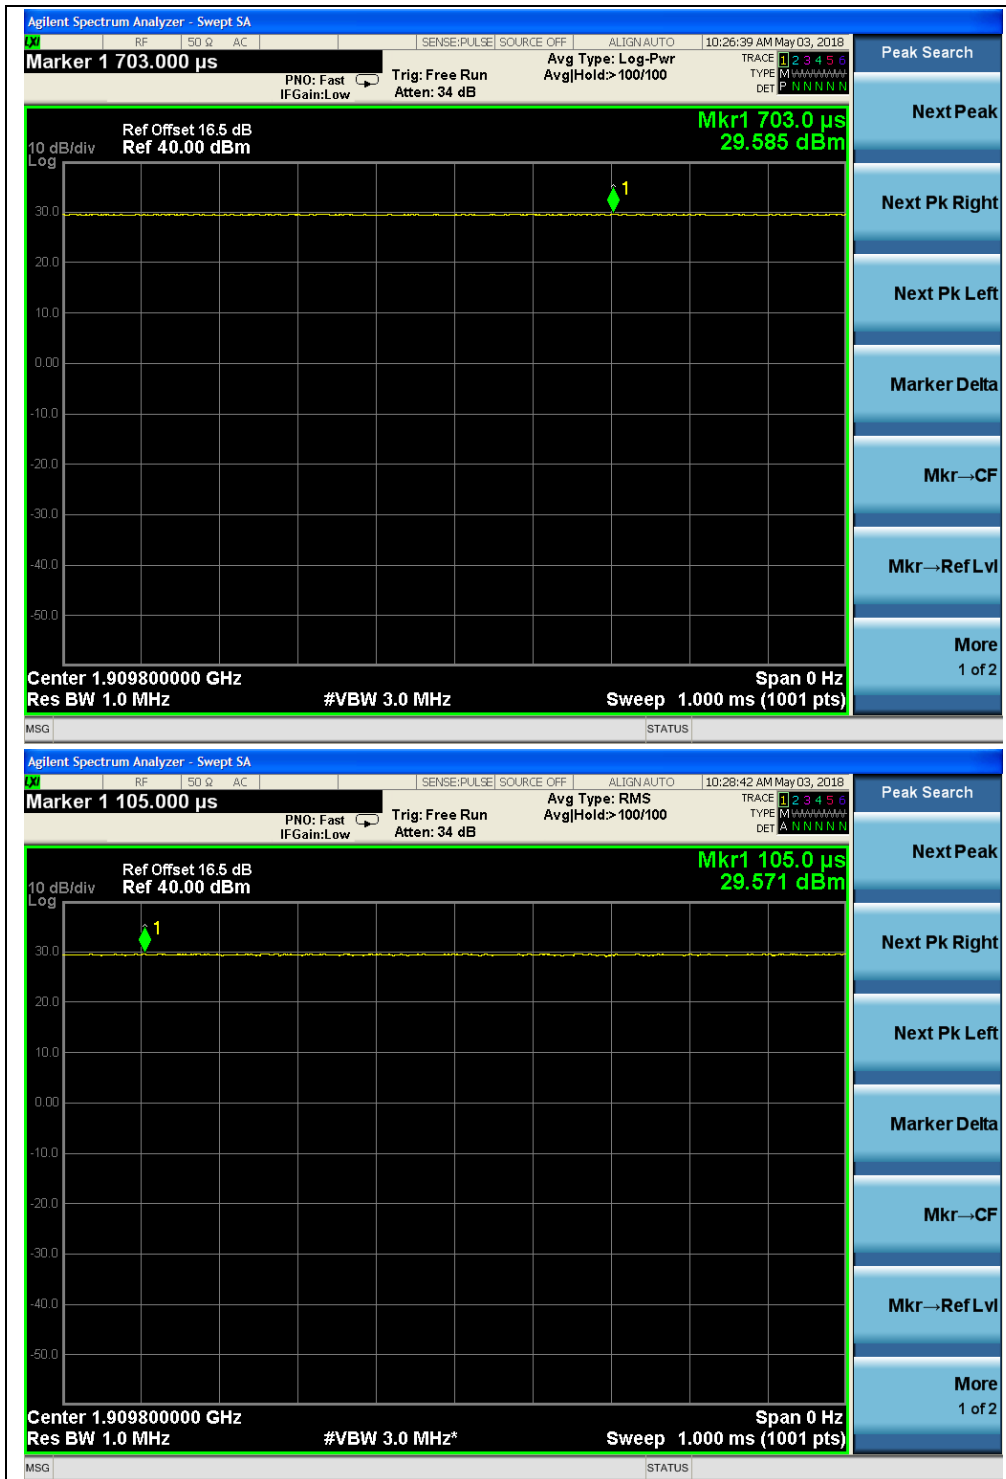 Agilent Spectrum Analyzer - Swept SA
LXI RF 50 Ω AC SENSE:PULSE SOURCE OFF ALIGN AUTO 10:26:39 AM May 03, 2018
Marker 1 703.000 µs
PNO: Fast
IFGain:Low
Trig: Free Run
Atten: 34 dB
Avg Type: Log-Pwr
Avg|Hold:>100/100
TRACE 1 2 3 4 5 6
TYPE M
DET P N N N N N
Peak Search
Mkr1 703.0 µs
29.585 dBm
Ref Offset 16.5 dB
10 dB/div Ref 40.00 dBm
Log
30.0
20.0
10.0
0.00
-10.0
-20.0
-30.0
-40.0
-50.0
1
Next Peak
Next Pk Right
Next Pk Left
Marker Delta
Mkr→CF
Mkr→Ref Lvl
More
1 of 2
Center 1.909800000 GHz Span 0 Hz
Res BW 1.0 MHz #VBW 3.0 MHz Sweep 1.000 ms (1001 pts)
MSG STATUS
Agilent Spectrum Analyzer - Swept SA
LXI RF 50 Ω AC SENSE:PULSE SOURCE OFF ALIGN AUTO 10:28:42 AM May 03, 2018
Marker 1 105.000 µs
PNO: Fast
IFGain:Low
Trig: Free Run
Atten: 34 dB
Avg Type: RMS
Avg|Hold:>100/100
TRACE 1 2 3 4 5 6
TYPE M
DET A N N N N N
Peak Search
Mkr1 105.0 µs
29.571 dBm
Ref Offset 16.5 dB
10 dB/div Ref 40.00 dBm
Log
30.0
20.0
10.0
0.00
-10.0
-20.0
-30.0
-40.0
-50.0
1
Next Peak
Next Pk Right
Next Pk Left
Marker Delta
Mkr→CF
Mkr→Ref Lvl
More
1 of 2
Center 1.909800000 GHz Span 0 Hz
Res BW 1.0 MHz #VBW 3.0 MHz* Sweep 1.000 ms (1001 pts)
MSG STATUS